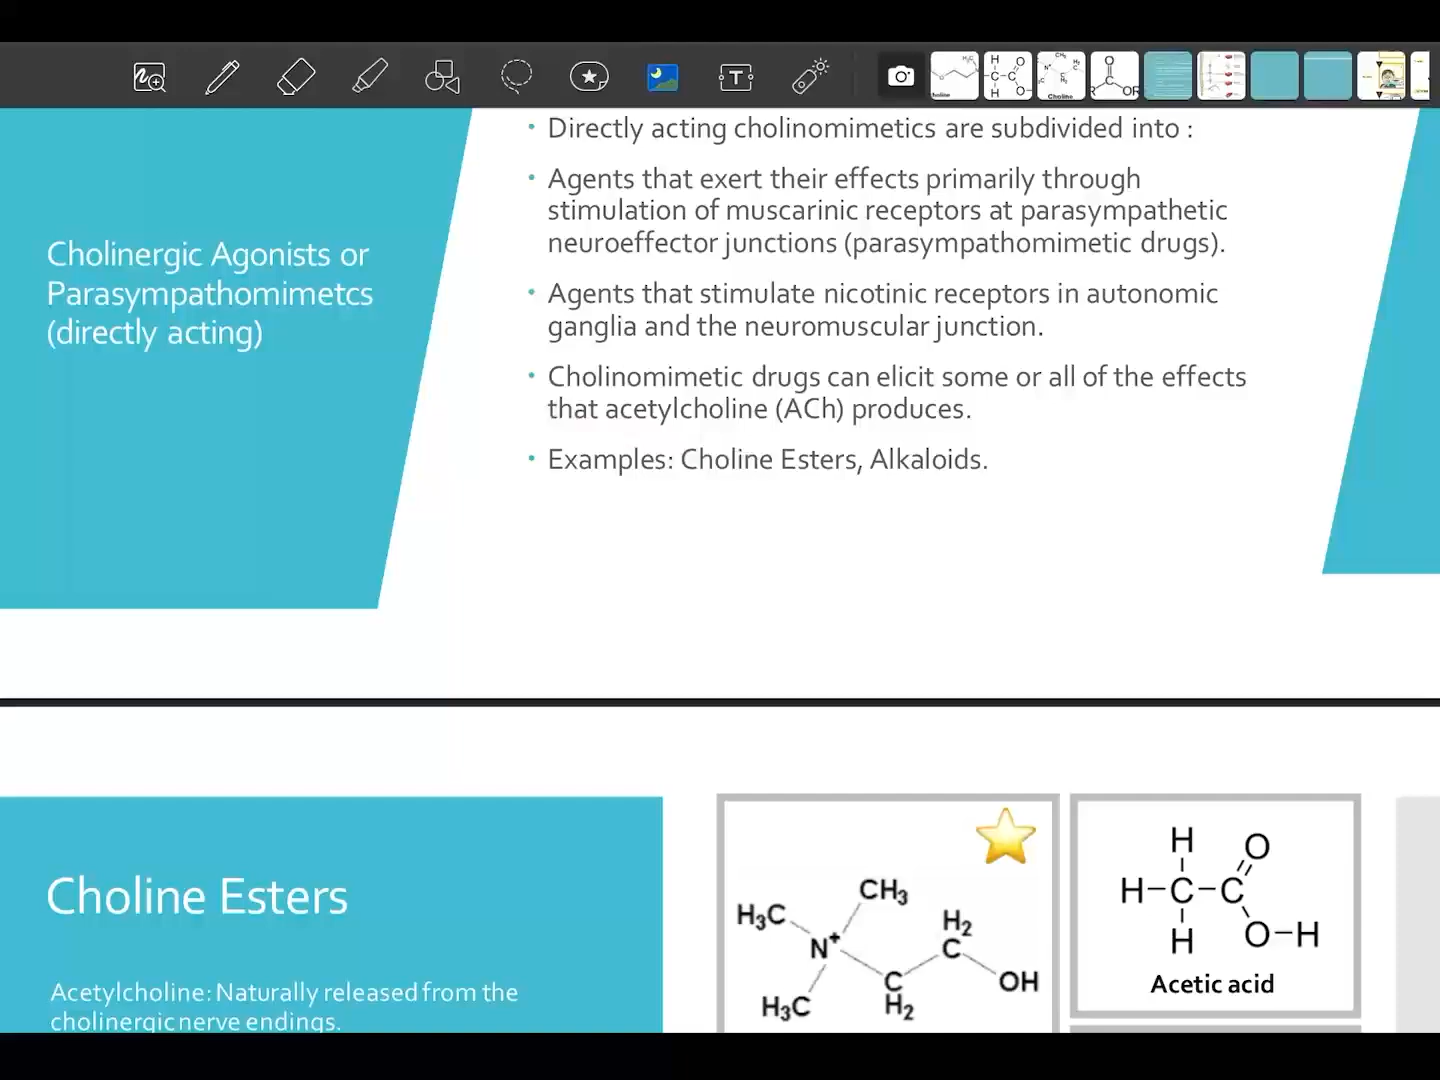 Cholinergic Agonists or
Parasympathomimetcs
(directly acting)
• Directly acting cholinomimetics are subdivided into :
• Agents that exert their effects primarily through
stimulation of muscarinic receptors at parasympathetic
neuroeffector junctions (parasympathomimetic drugs).
• Agents that stimulate nicotinic receptors in autonomic
ganglia and the neuromuscular junction.
• Cholinomimetic drugs can elicit some or all of the effects
that acetylcholine (ACh) produces.
• Examples: Choline Esters, Alkaloids.
Choline Esters
Acetylcholine: Naturally released from the
cholinergic nerve endings.
CH3
H3C
H2
N+
C
OH
C
H3C
H2
H
O
H-C-C
H
O-H
Acetic acid